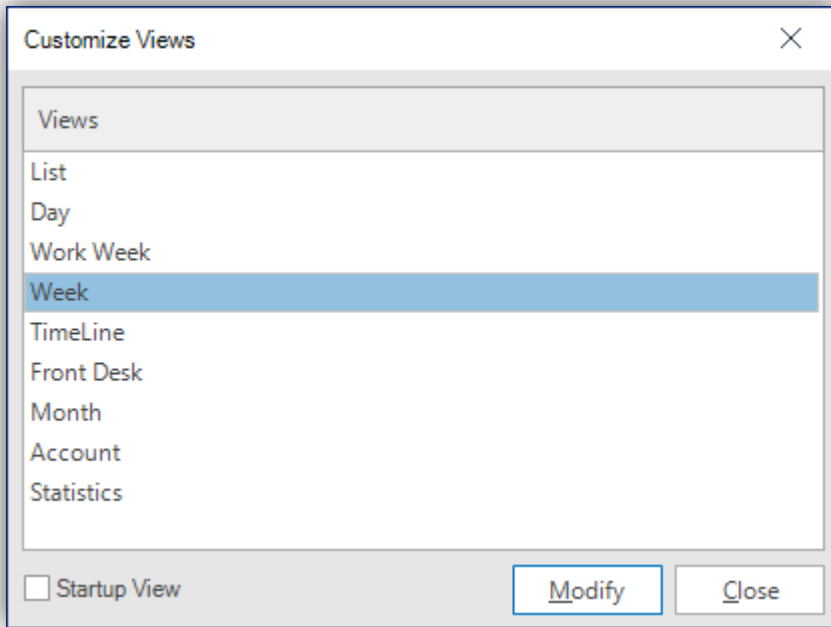 Customize Views
Views
List
Day
Work Week
Week
TimeLine
Front Desk
Month
Account
Statistics
Startup View Modify Close